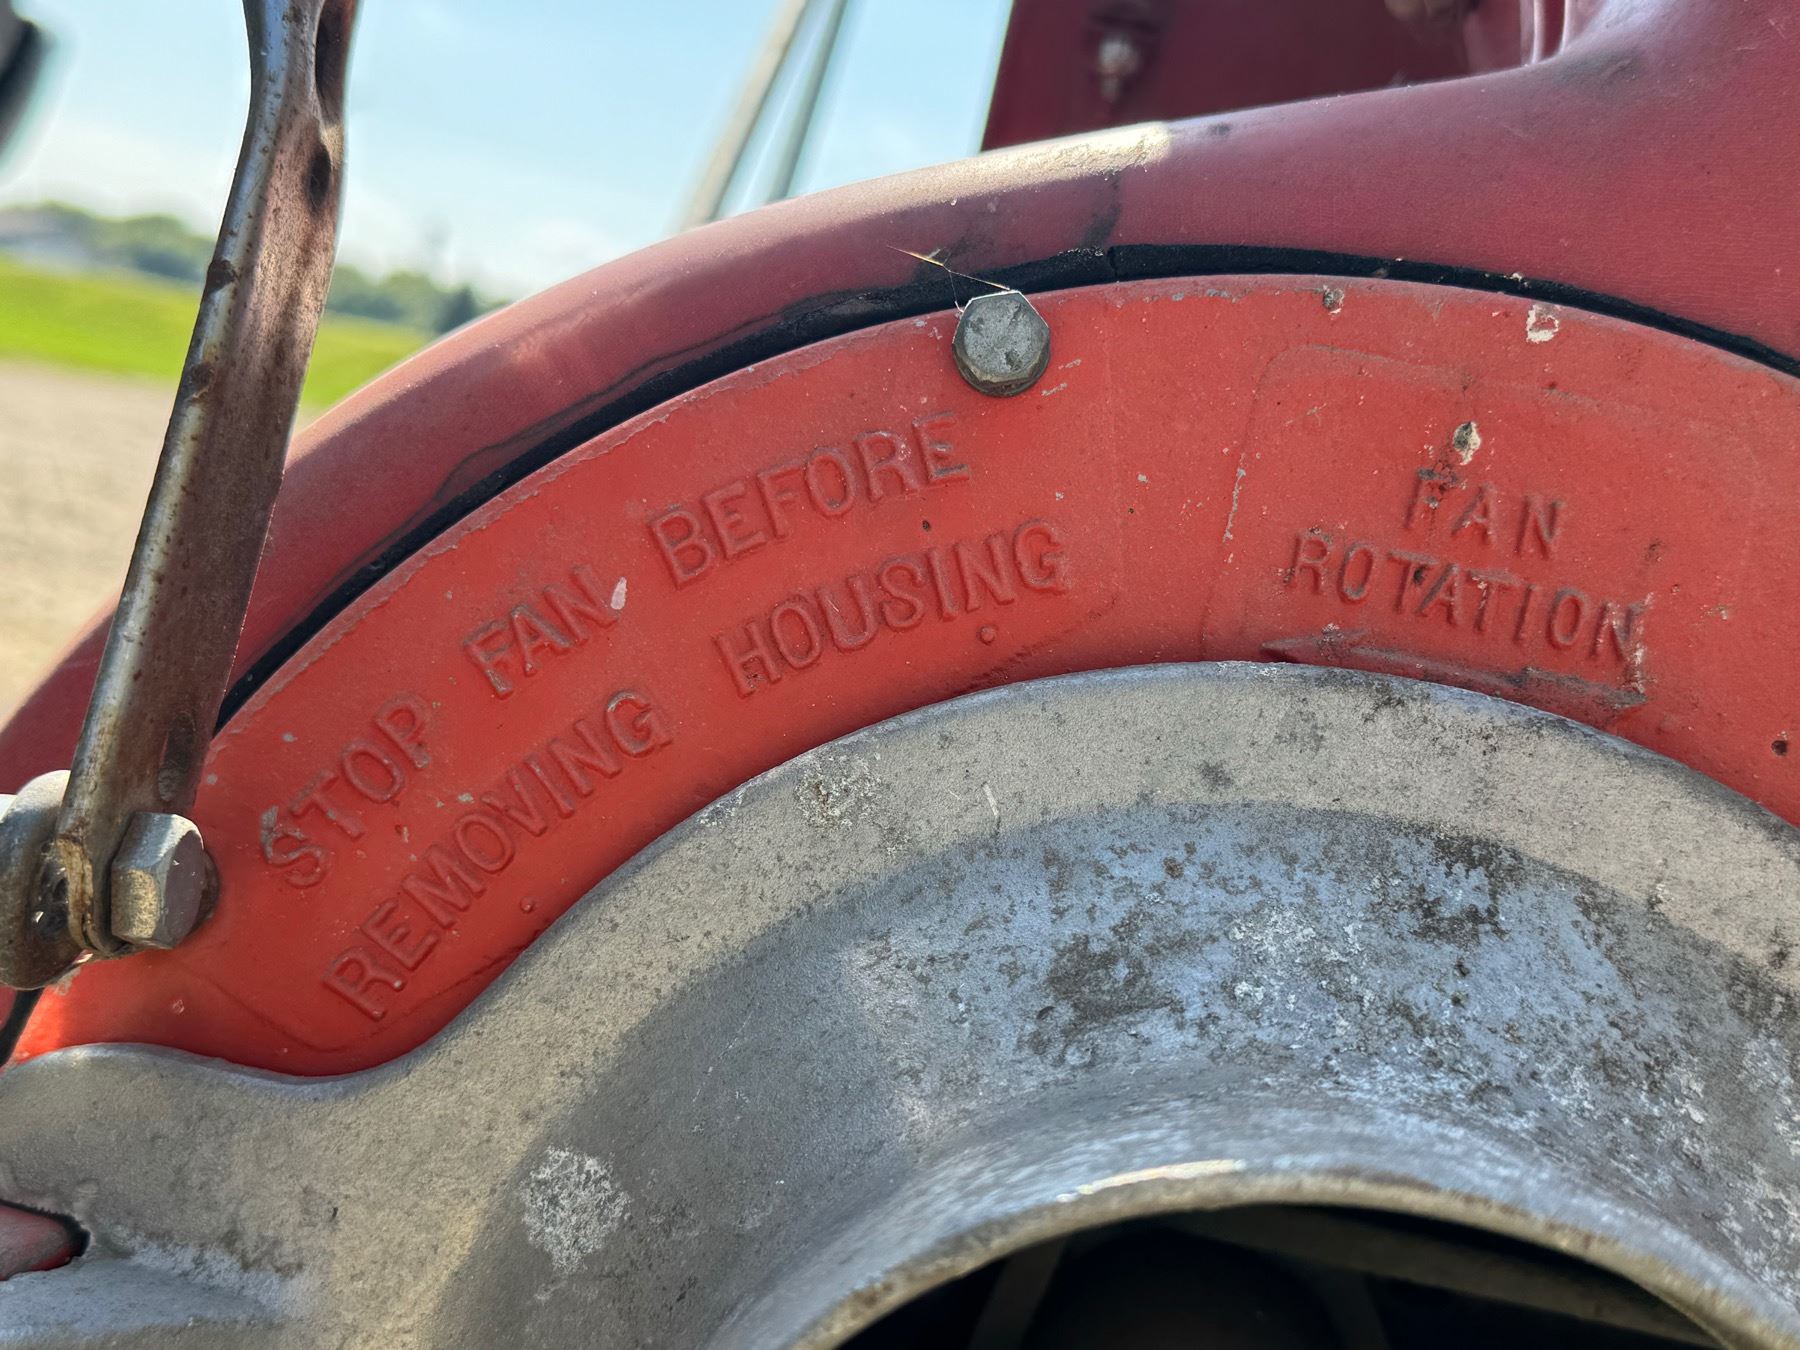 STOP FAN BEFORE
REMOVING HOUSING
FAN
ROTATION